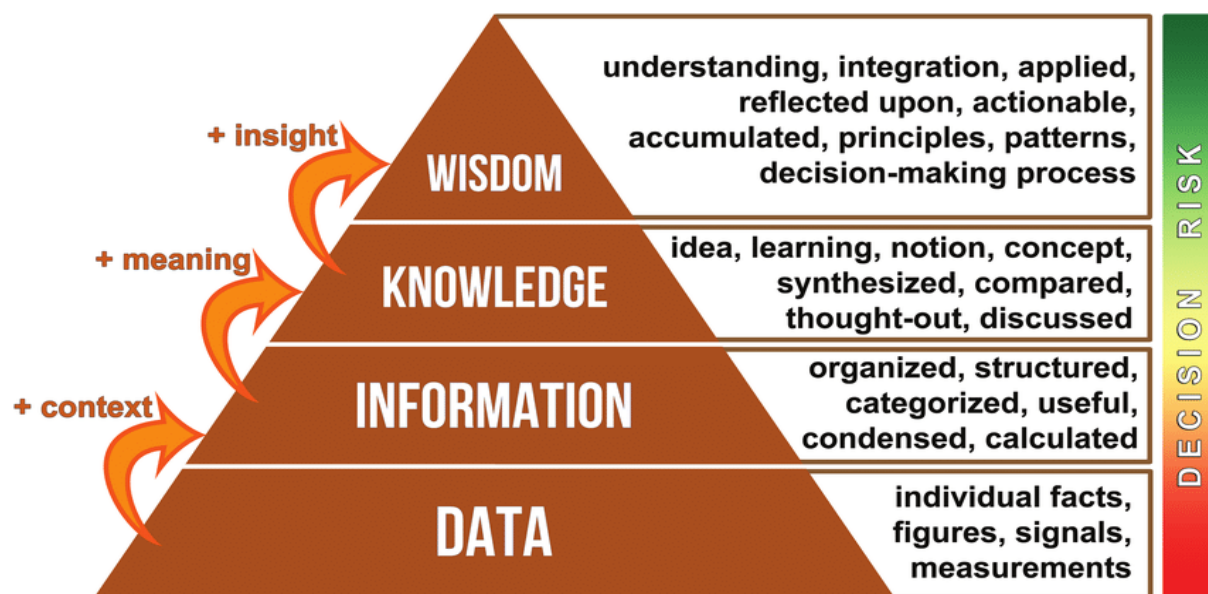 + insight
WISDOM
understanding, integration, applied,
reflected upon, actionable,
accumulated, principles, patterns,
decision-making process
+ meaning
KNOWLEDGE
idea, learning, notion, concept,
synthesized, compared,
thought-out, discussed
+ context
INFORMATION
organized, structured,
categorized, useful,
condensed, calculated
DATA
individual facts,
figures, signals,
measurements
DECISION RISK